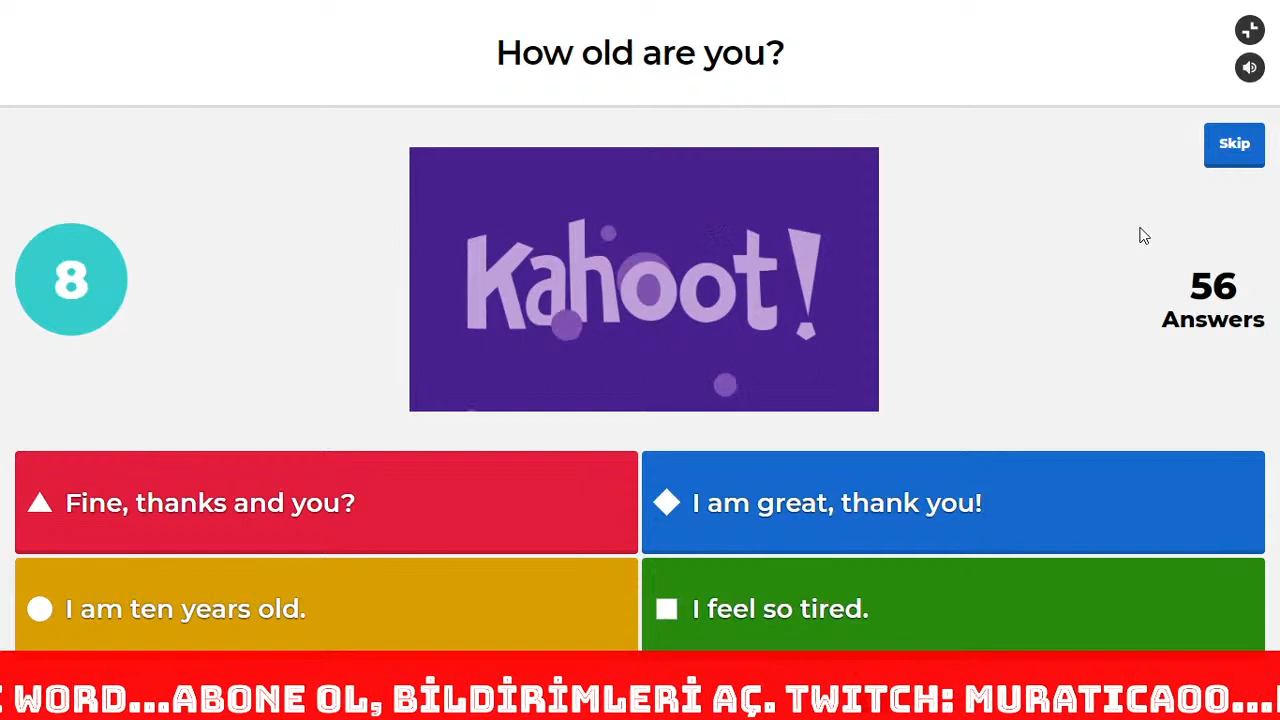 How old are you?
Skip
Kahoot!
8
56
Answers
Fine, thanks and you?
I am great, thank you!
I am ten years old.
I feel so tired.
WORD...ABONE OL, BİLDİRİMLERİ AÇ. TWITCH: MURATICAOO...